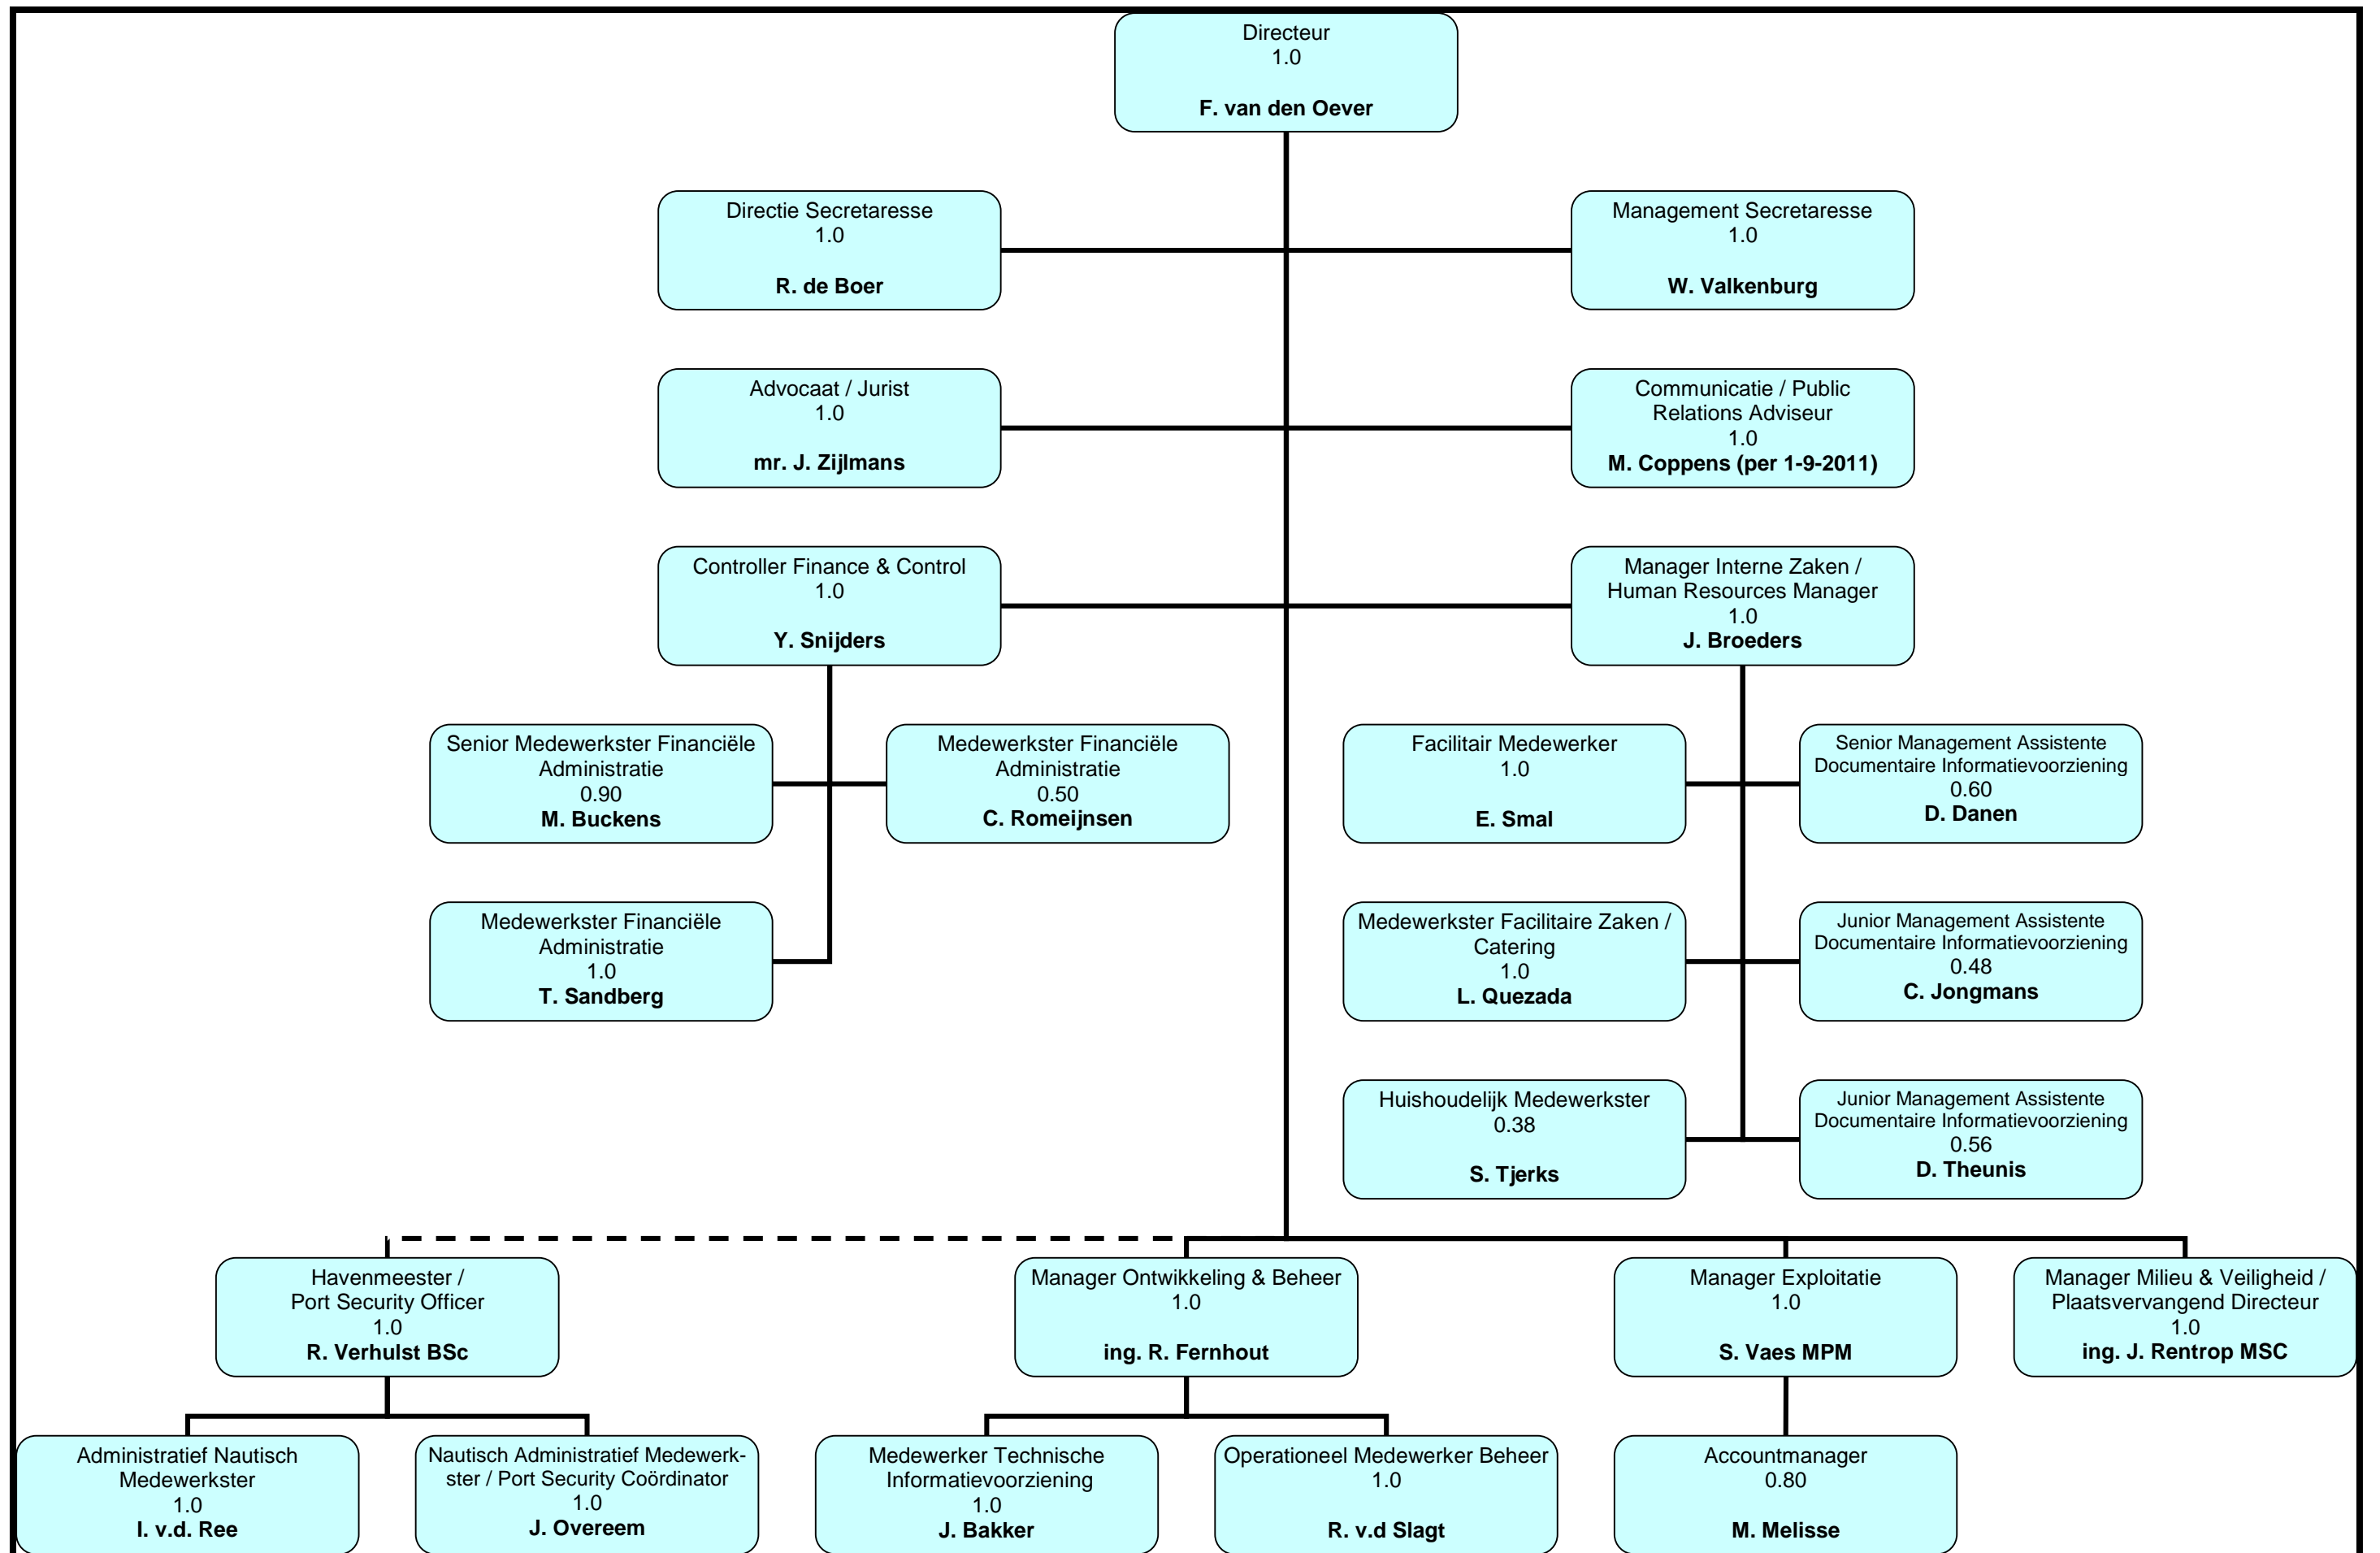 Directeur
1.0
F. van den Oever
Directie Secretaresse
1.0
R. de Boer
Management Secretaresse
1.0
W. Valkenburg
Advocaat / Jurist
1.0
mr. J. Zijlmans
Communicatie / Public
Relations Adviseur
1.0
M. Coppens (per 1-9-2011)
Controller Finance & Control
1.0
Y. Snijders
Manager Interne Zaken /
Human Resources Manager
1.0
J. Broeders
Senior Medewerkster Financiële
Administratie
0.90
M. Buckens
Medewerkster Financiële
Administratie
0.50
C. Romeijnsen
Facilitair Medewerker
1.0
E. Smal
Senior Management Assistente
Documentaire Informatievoorziening
0.60
D. Danen
Medewerkster Financiële
Administratie
1.0
T. Sandberg
Medewerkster Facilitaire Zaken /
Catering
1.0
L. Quezada
Junior Management Assistente
Documentaire Informatievoorziening
0.48
C. Jongmans
Huishoudelijk Medewerkster
0.38
S. Tjerks
Junior Management Assistente
Documentaire Informatievoorziening
0.56
D. Theunis
Havenmeester /
Port Security Officer
1.0
R. Verhulst BSc
Manager Ontwikkeling & Beheer
1.0
ing. R. Fernhout
Manager Exploitatie
1.0
S. Vaes MPM
Manager Milieu & Veiligheid /
Plaatsvervangend Directeur
1.0
ing. J. Rentrop MSC
Administratief Nautisch
Medewerkster
1.0
I. v.d. Ree
Nautisch Administratief Medewerk-
ster / Port Security Coördinator
1.0
J. Overeem
Medewerker Technische
Informatievoorziening
1.0
J. Bakker
Operationeel Medewerker Beheer
1.0
R. v.d Slagt
Accountmanager
0.80
M. Melisse